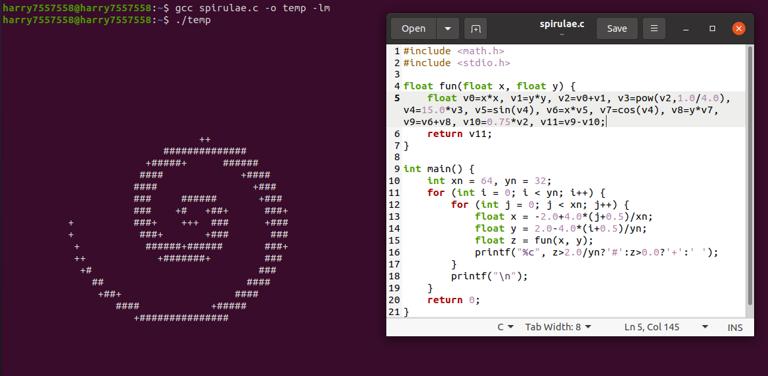 harry7557558@harry7557558:~$ gcc spirulae.c -o temp -lm
harry7557558@harry7557558:~$ ./temp
++
##############
+#####+ ######
#### +####
#### +###
### ###### +###
### +# +##+ ###+
+ ###+ +++ ### +###
+ ###+ +### ###
+ ######+###### ###+
++ +#######+ ###
+# ###
## ####
+##+ ####
#### +#####
+###############
Open spirulae.c Save
1 #include <math.h>
2 #include <stdio.h>
3
4 float fun(float x, float y) {
5 float v0=x*x, v1=y*y, v2=v0+v1, v3=pow(v2,1.0/4.0),
v4=15.0*v3, v5=sin(v4), v6=x*v5, v7=cos(v4), v8=y*v7,
v9=v6+v8, v10=0.75*v2, v11=v9-v10;
6 return v11;
7 }
8
9 int main() {
10 int xn = 64, yn = 32;
11 for (int i = 0; i < yn; i++) {
12 for (int j = 0; j < xn; j++) {
13 float x = -2.0+4.0*(j+0.5)/xn;
14 float y = 2.0-4.0*(i+0.5)/yn;
15 float z = fun(x, y);
16 printf("%c", z>2.0/yn?'#':z>0.0?'+':' ');
17 }
18 printf("\n");
19 }
20 return 0;
21 }
C Tab Width: 8 Ln 5, Col 145 INS